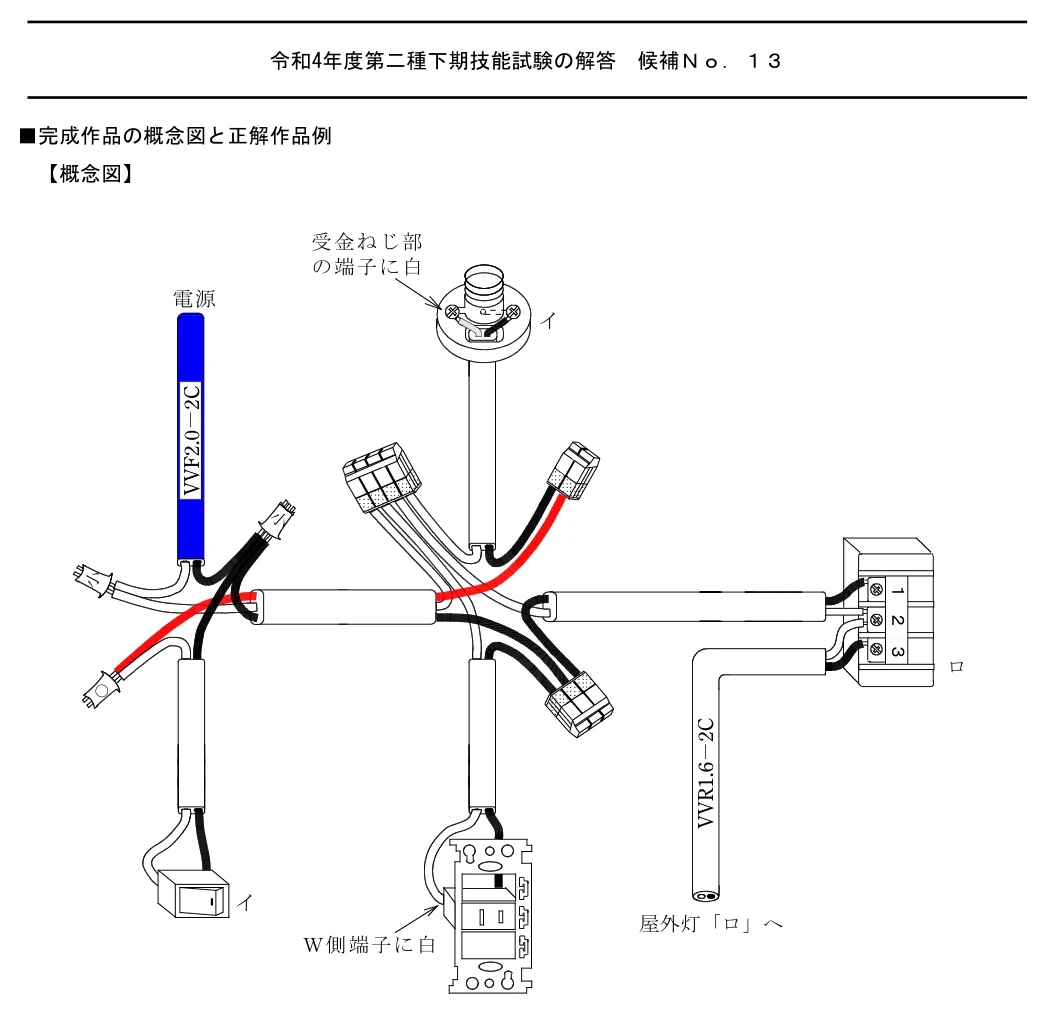 令和4年度第二種下期技能試験の解答　候補Ｎｏ．１３
■完成作品の概念図と正解作品例
【概念図】
受金ねじ部
の端子に白
電源
イ
VVF2.0－2C
小
小
○
1
2
3
ロ
VVR1.6－2C
イ
W側端子に白
屋外灯「ロ」へ